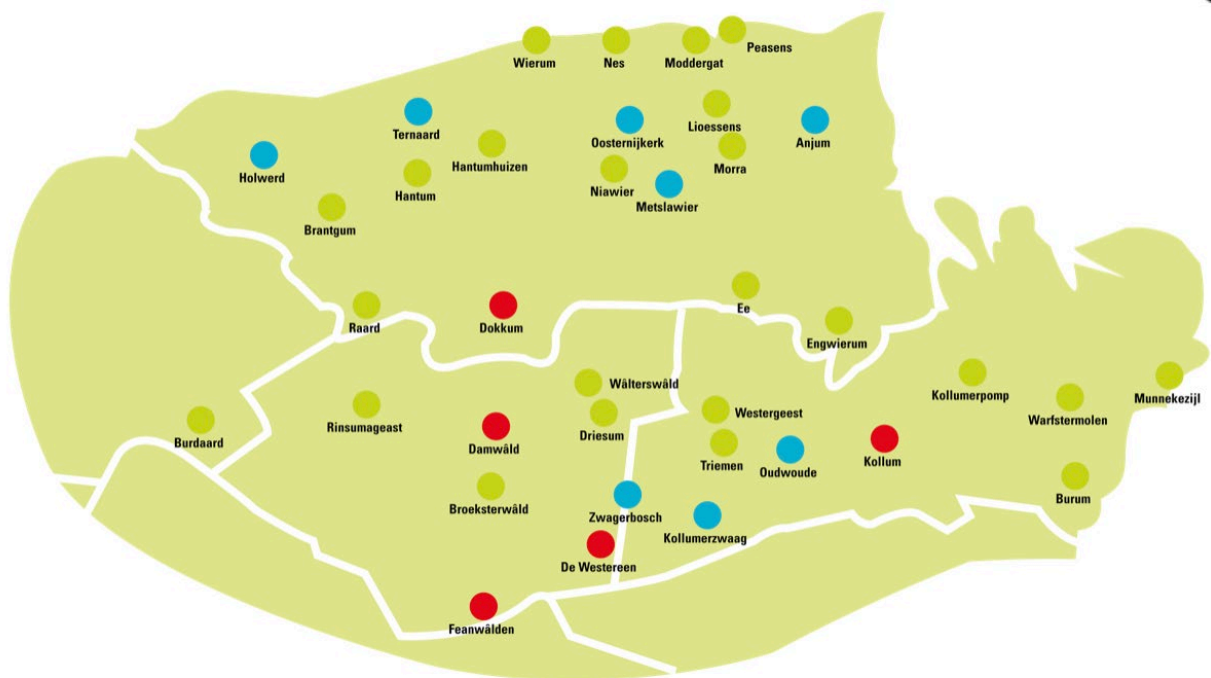 Peasens
Wierum
Nes
Moddergat
Lioessens
Ternaard
Oosternijkerk
Anjum
Hantumhuizen
Morra
Holwerd
Hantum
Niawier
Metslawier
Brantgum
Ee
Raard
Dokkum
Engwierum
Wâlterswâld
Kollumerpomp
Munnekezijl
Westergeest
Warfstermolen
Rinsumageast
Burdaard
Driesum
Damwâld
Triemen
Oudwoude
Kollum
Burum
Broeksterwâld
Zwagerbosch
Kollumerzwaag
De Westereen
Feanwâlden